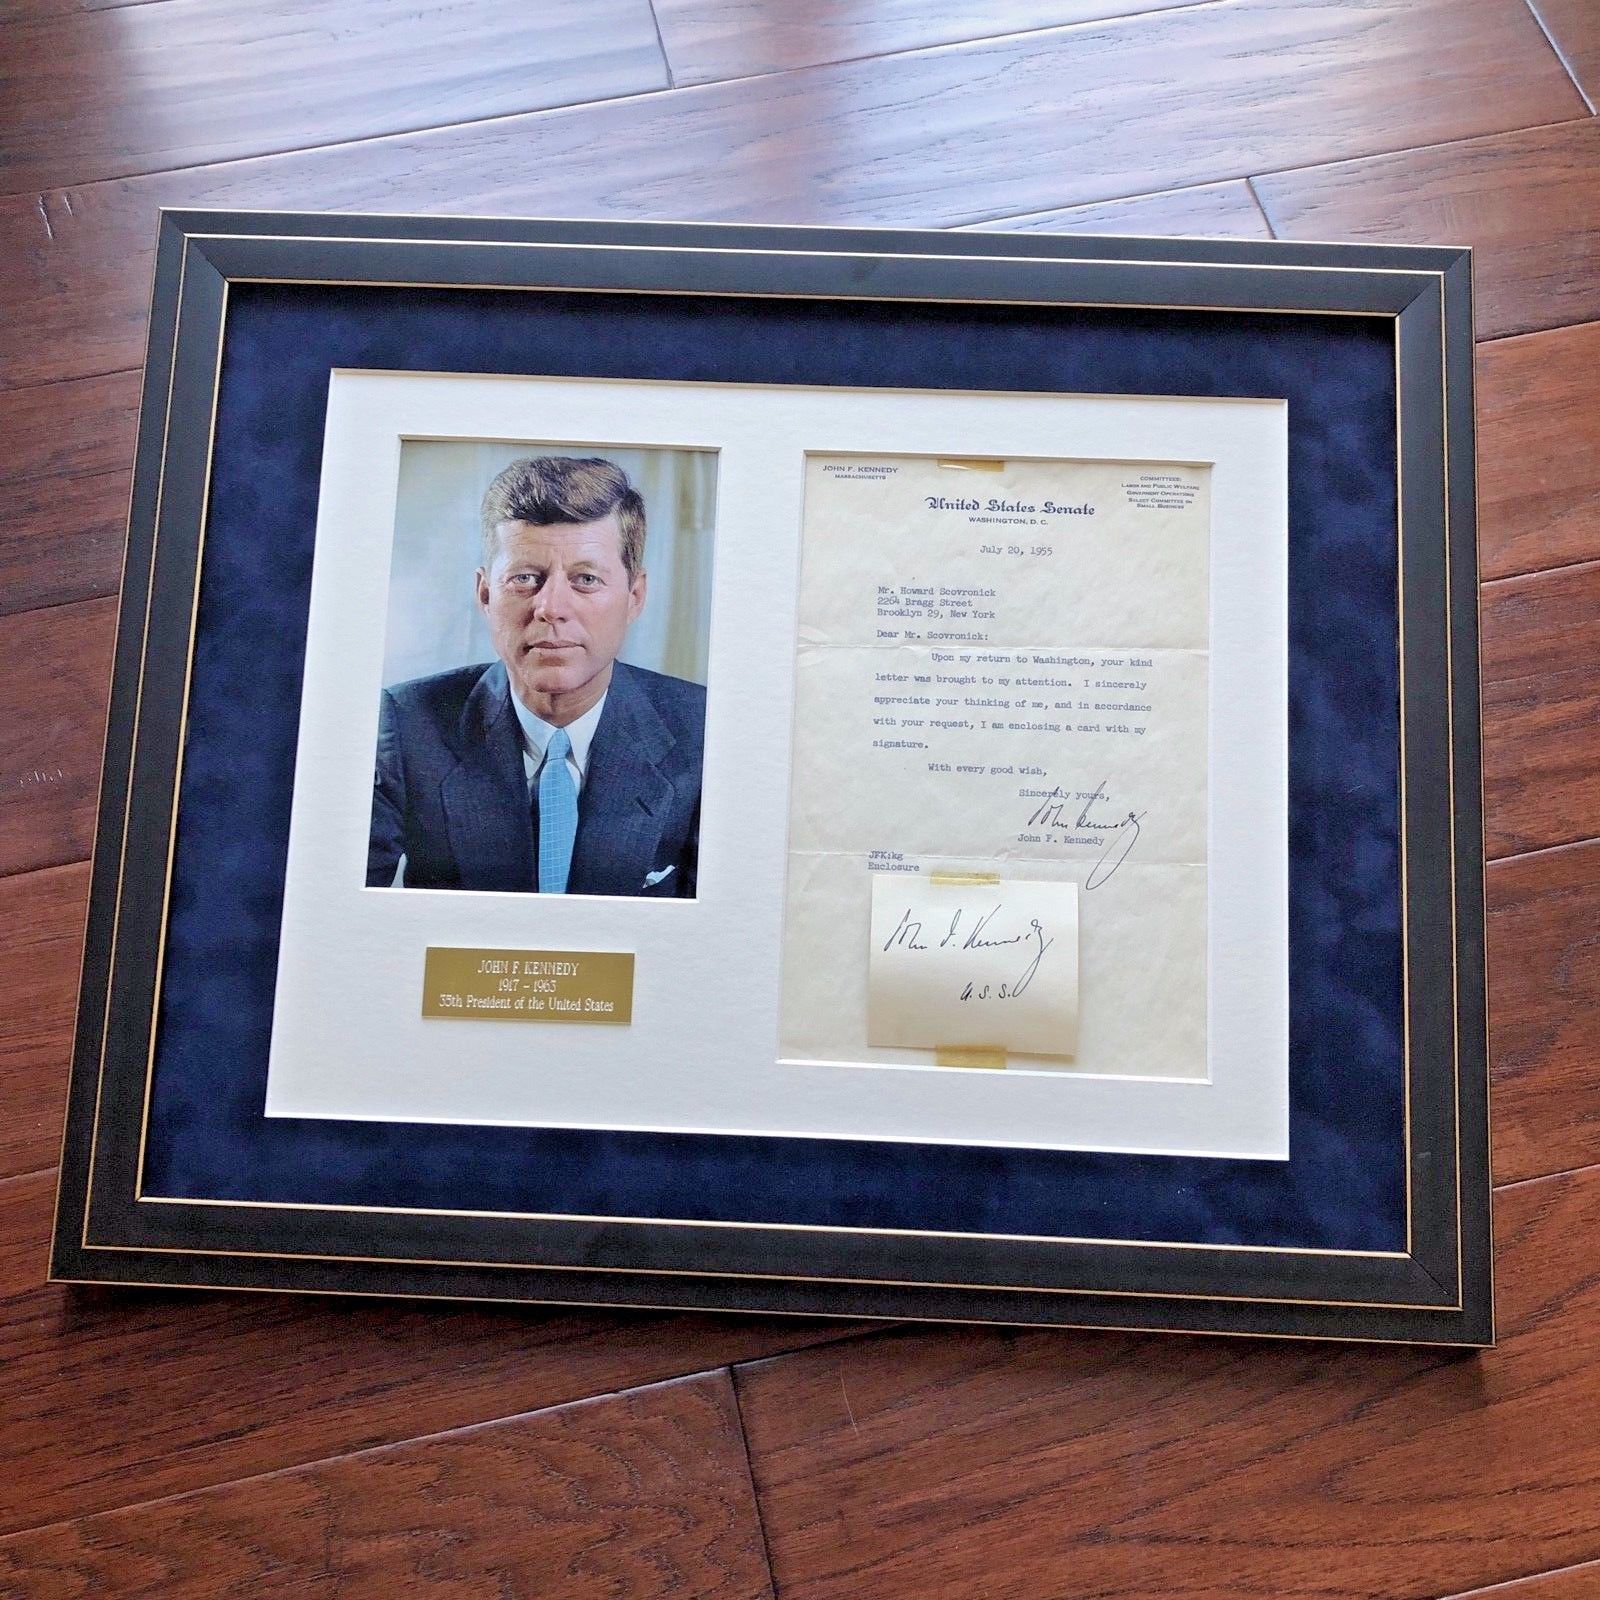 JOHN F. KENNEDY
1917 - 1963
35th President of the United States
JOHN F. KENNEDY
MASSACHUSETTS
COMMITTEES:
LABOR AND PUBLIC WELFARE
GOVERNMENT OPERATIONS
SELECT COMMITTEE ON
SMALL BUSINESS
United States Senate
WASHINGTON, D. C.
July 20, 1955
Mr. Howard Scovronick
2264 Bragg Street
Brooklyn 29, New York
Dear Mr. Scovronick:
Upon my return to Washington, your kind
letter was brought to my attention. I sincerely
appreciate your thinking of me, and in accordance
with your request, I am enclosing a card with my
signature.
With every good wish,
Sincerely yours,
John Kennedy
John F. Kennedy
JFK:kg
Enclosure
John F. Kennedy
U. S. S.